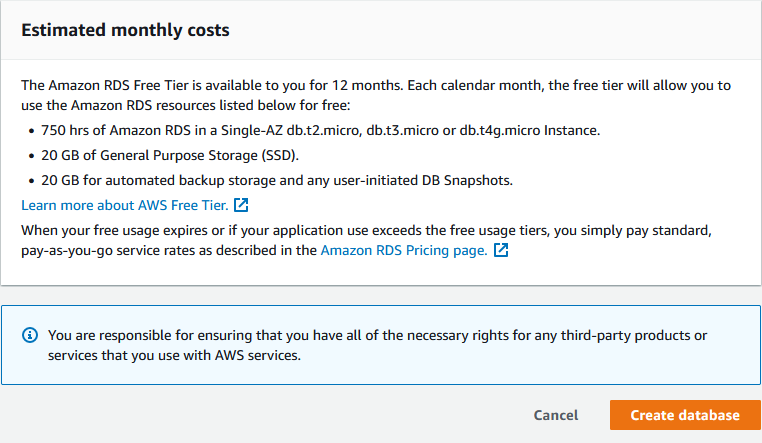 Estimated monthly costs
The Amazon RDS Free Tier is available to you for 12 months. Each calendar month, the free tier will allow you to
use the Amazon RDS resources listed below for free:
• 750 hrs of Amazon RDS in a Single-AZ db.t2.micro, db.t3.micro or db.t4g.micro Instance.
• 20 GB of General Purpose Storage (SSD).
• 20 GB for automated backup storage and any user-initiated DB Snapshots.
Learn more about AWS Free Tier.
When your free usage expires or if your application use exceeds the free usage tiers, you simply pay standard,
pay-as-you-go service rates as described in the Amazon RDS Pricing page.
You are responsible for ensuring that you have all of the necessary rights for any third-party products or
services that you use with AWS services.
Cancel Create database